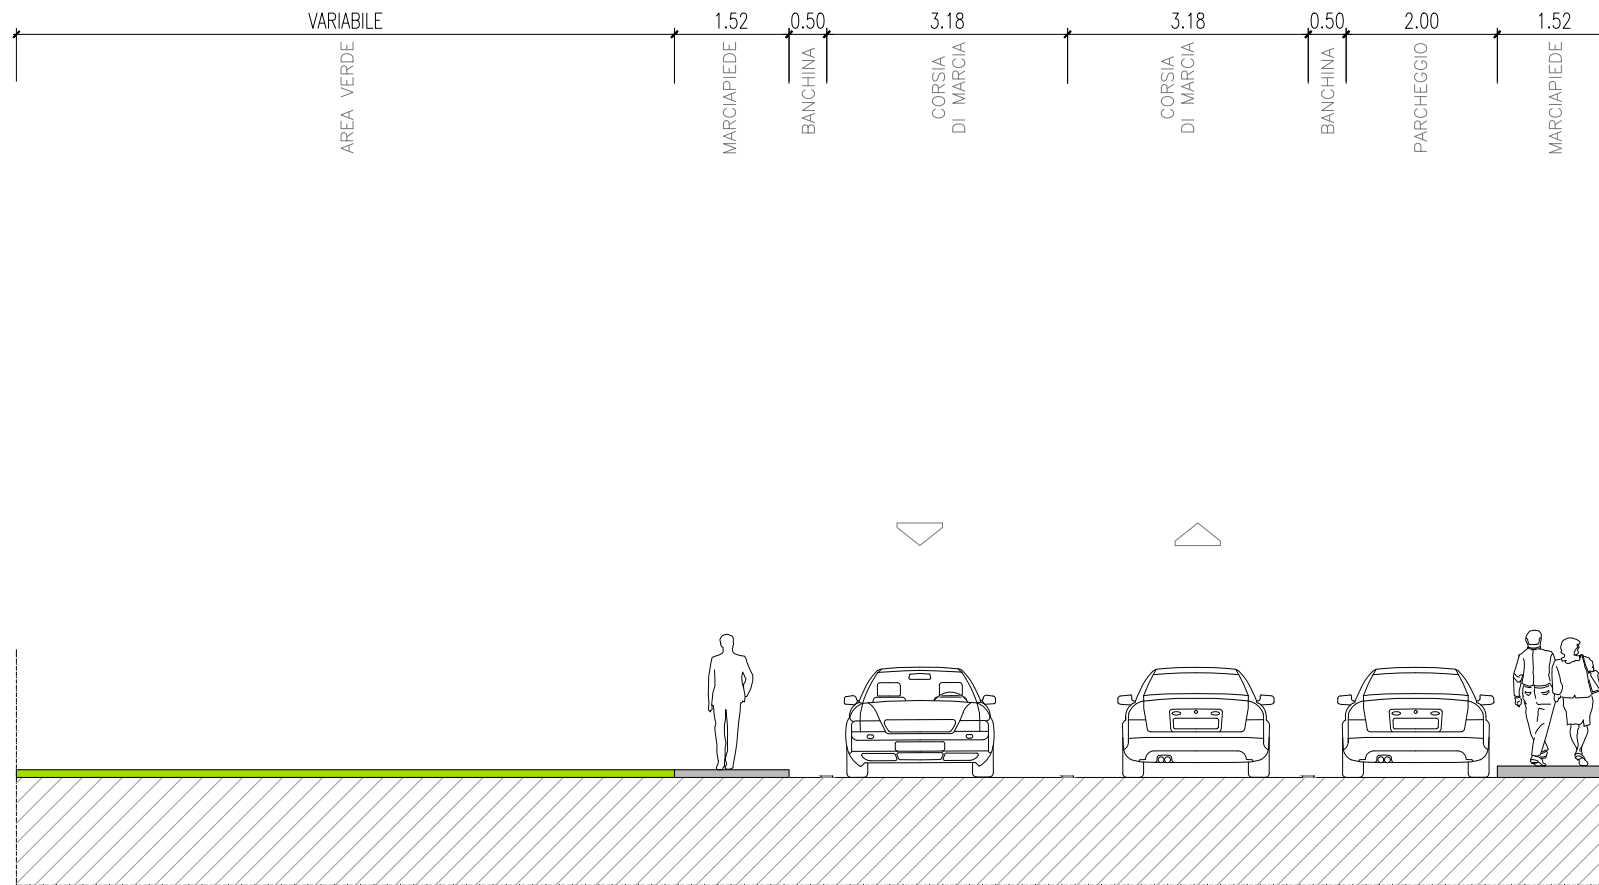 VARIABILE
1.52
0.50
3.18
3.18
0.50
2.00
1.52
AREA VERDE
MARCIAPIEDE
BANCHINA
CORSIA
DI MARCIA
CORSIA
DI MARCIA
BANCHINA
PARCHEGGIO
MARCIAPIEDE